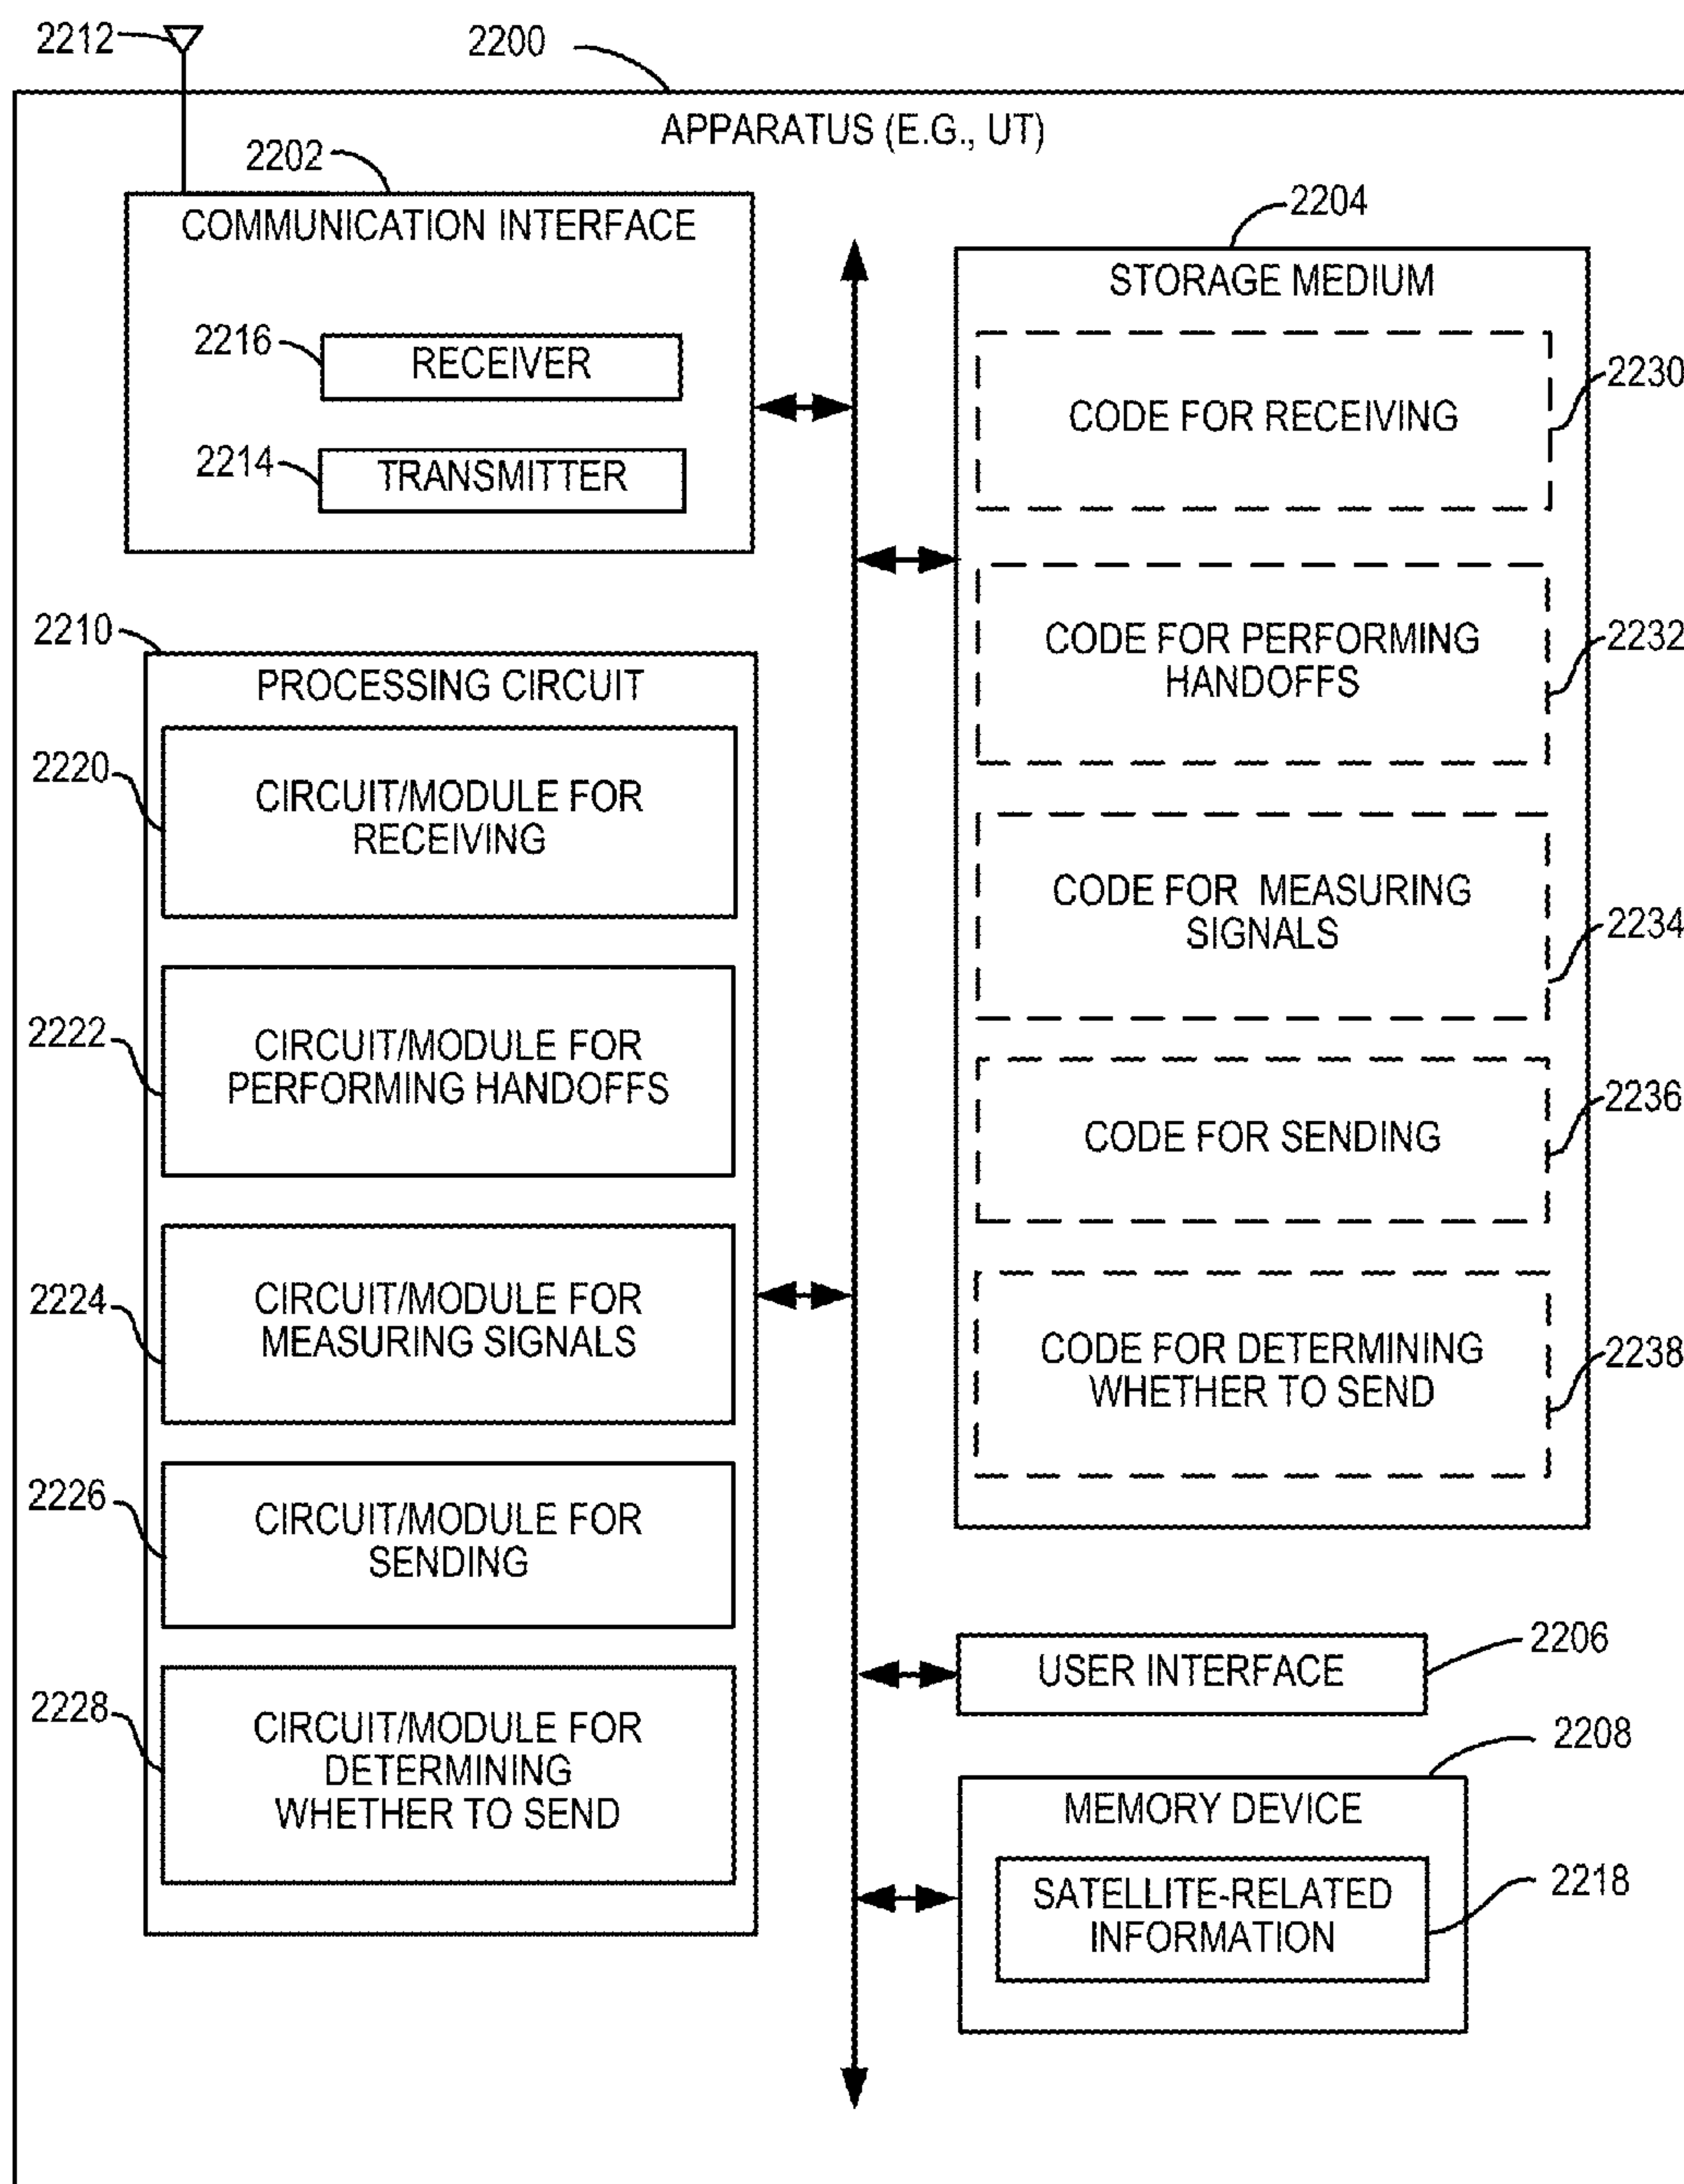 2212
2200
APPARATUS (E.G., UT)
2202
COMMUNICATION INTERFACE
2216
RECEIVER
2214
TRANSMITTER
2204
STORAGE MEDIUM
CODE FOR RECEIVING
2230
CODE FOR PERFORMING
HANDOFFS
2232
CODE FOR MEASURING
SIGNALS
2234
CODE FOR SENDING
2236
CODE FOR DETERMINING
WHETHER TO SEND
2238
2210
PROCESSING CIRCUIT
2220
CIRCUIT/MODULE FOR
RECEIVING
2222
CIRCUIT/MODULE FOR
PERFORMING HANDOFFS
2224
CIRCUIT/MODULE FOR
MEASURING SIGNALS
2226
CIRCUIT/MODULE FOR
SENDING
2228
CIRCUIT/MODULE FOR
DETERMINING
WHETHER TO SEND
USER INTERFACE
2206
2208
MEMORY DEVICE
SATELLITE-RELATED
INFORMATION
2218